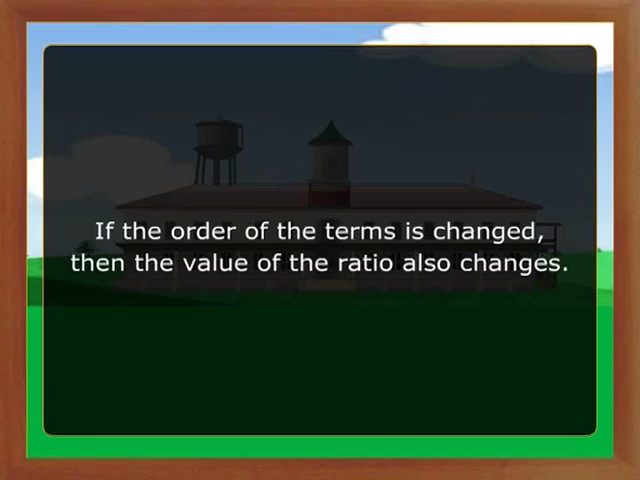 If the order of the terms is changed,
then the value of the ratio also changes.